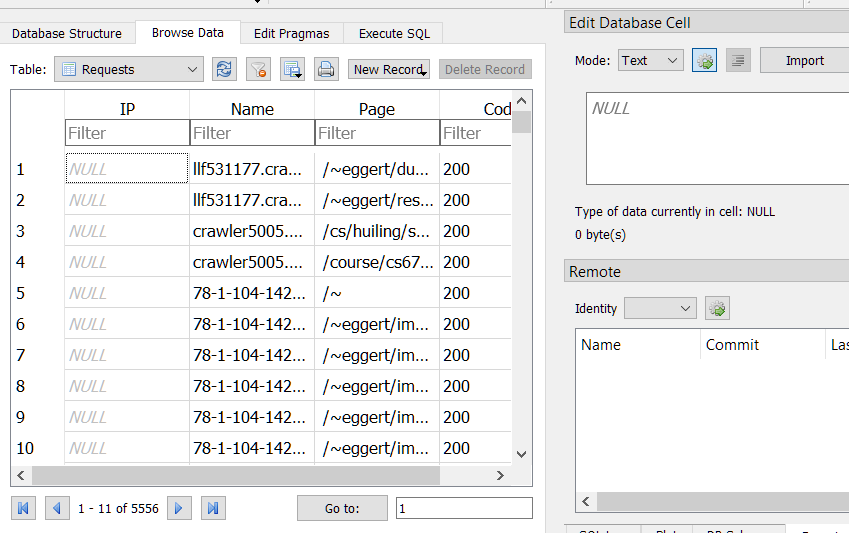 Edit Database Cell
Database Structure Browse Data Edit Pragmas Execute SQL
Mode: Text Import
Table: Requests New Record Delete Record
NULL
IP Name Page Cod
Filter Filter Filter Filter
1 NULL llf531177.cra... /~eggert/du... 200
2 NULL llf531177.cra... /~eggert/res... 200
3 NULL crawler5005.... /cs/huiling/s... 200
4 NULL crawler5005.... /course/cs67... 200
5 NULL 78-1-104-142... /~ 200
6 NULL 78-1-104-142... /~eggert/im... 200
7 NULL 78-1-104-142... /~eggert/im... 200
8 NULL 78-1-104-142... /~eggert/im... 200
9 NULL 78-1-104-142... /~eggert/im... 200
10 NULL 78-1-104-142... /~eggert/im... 200
1 - 11 of 5556 Go to: 1
Type of data currently in cell: NULL
0 byte(s)
Remote
Identity
Name Commit Las